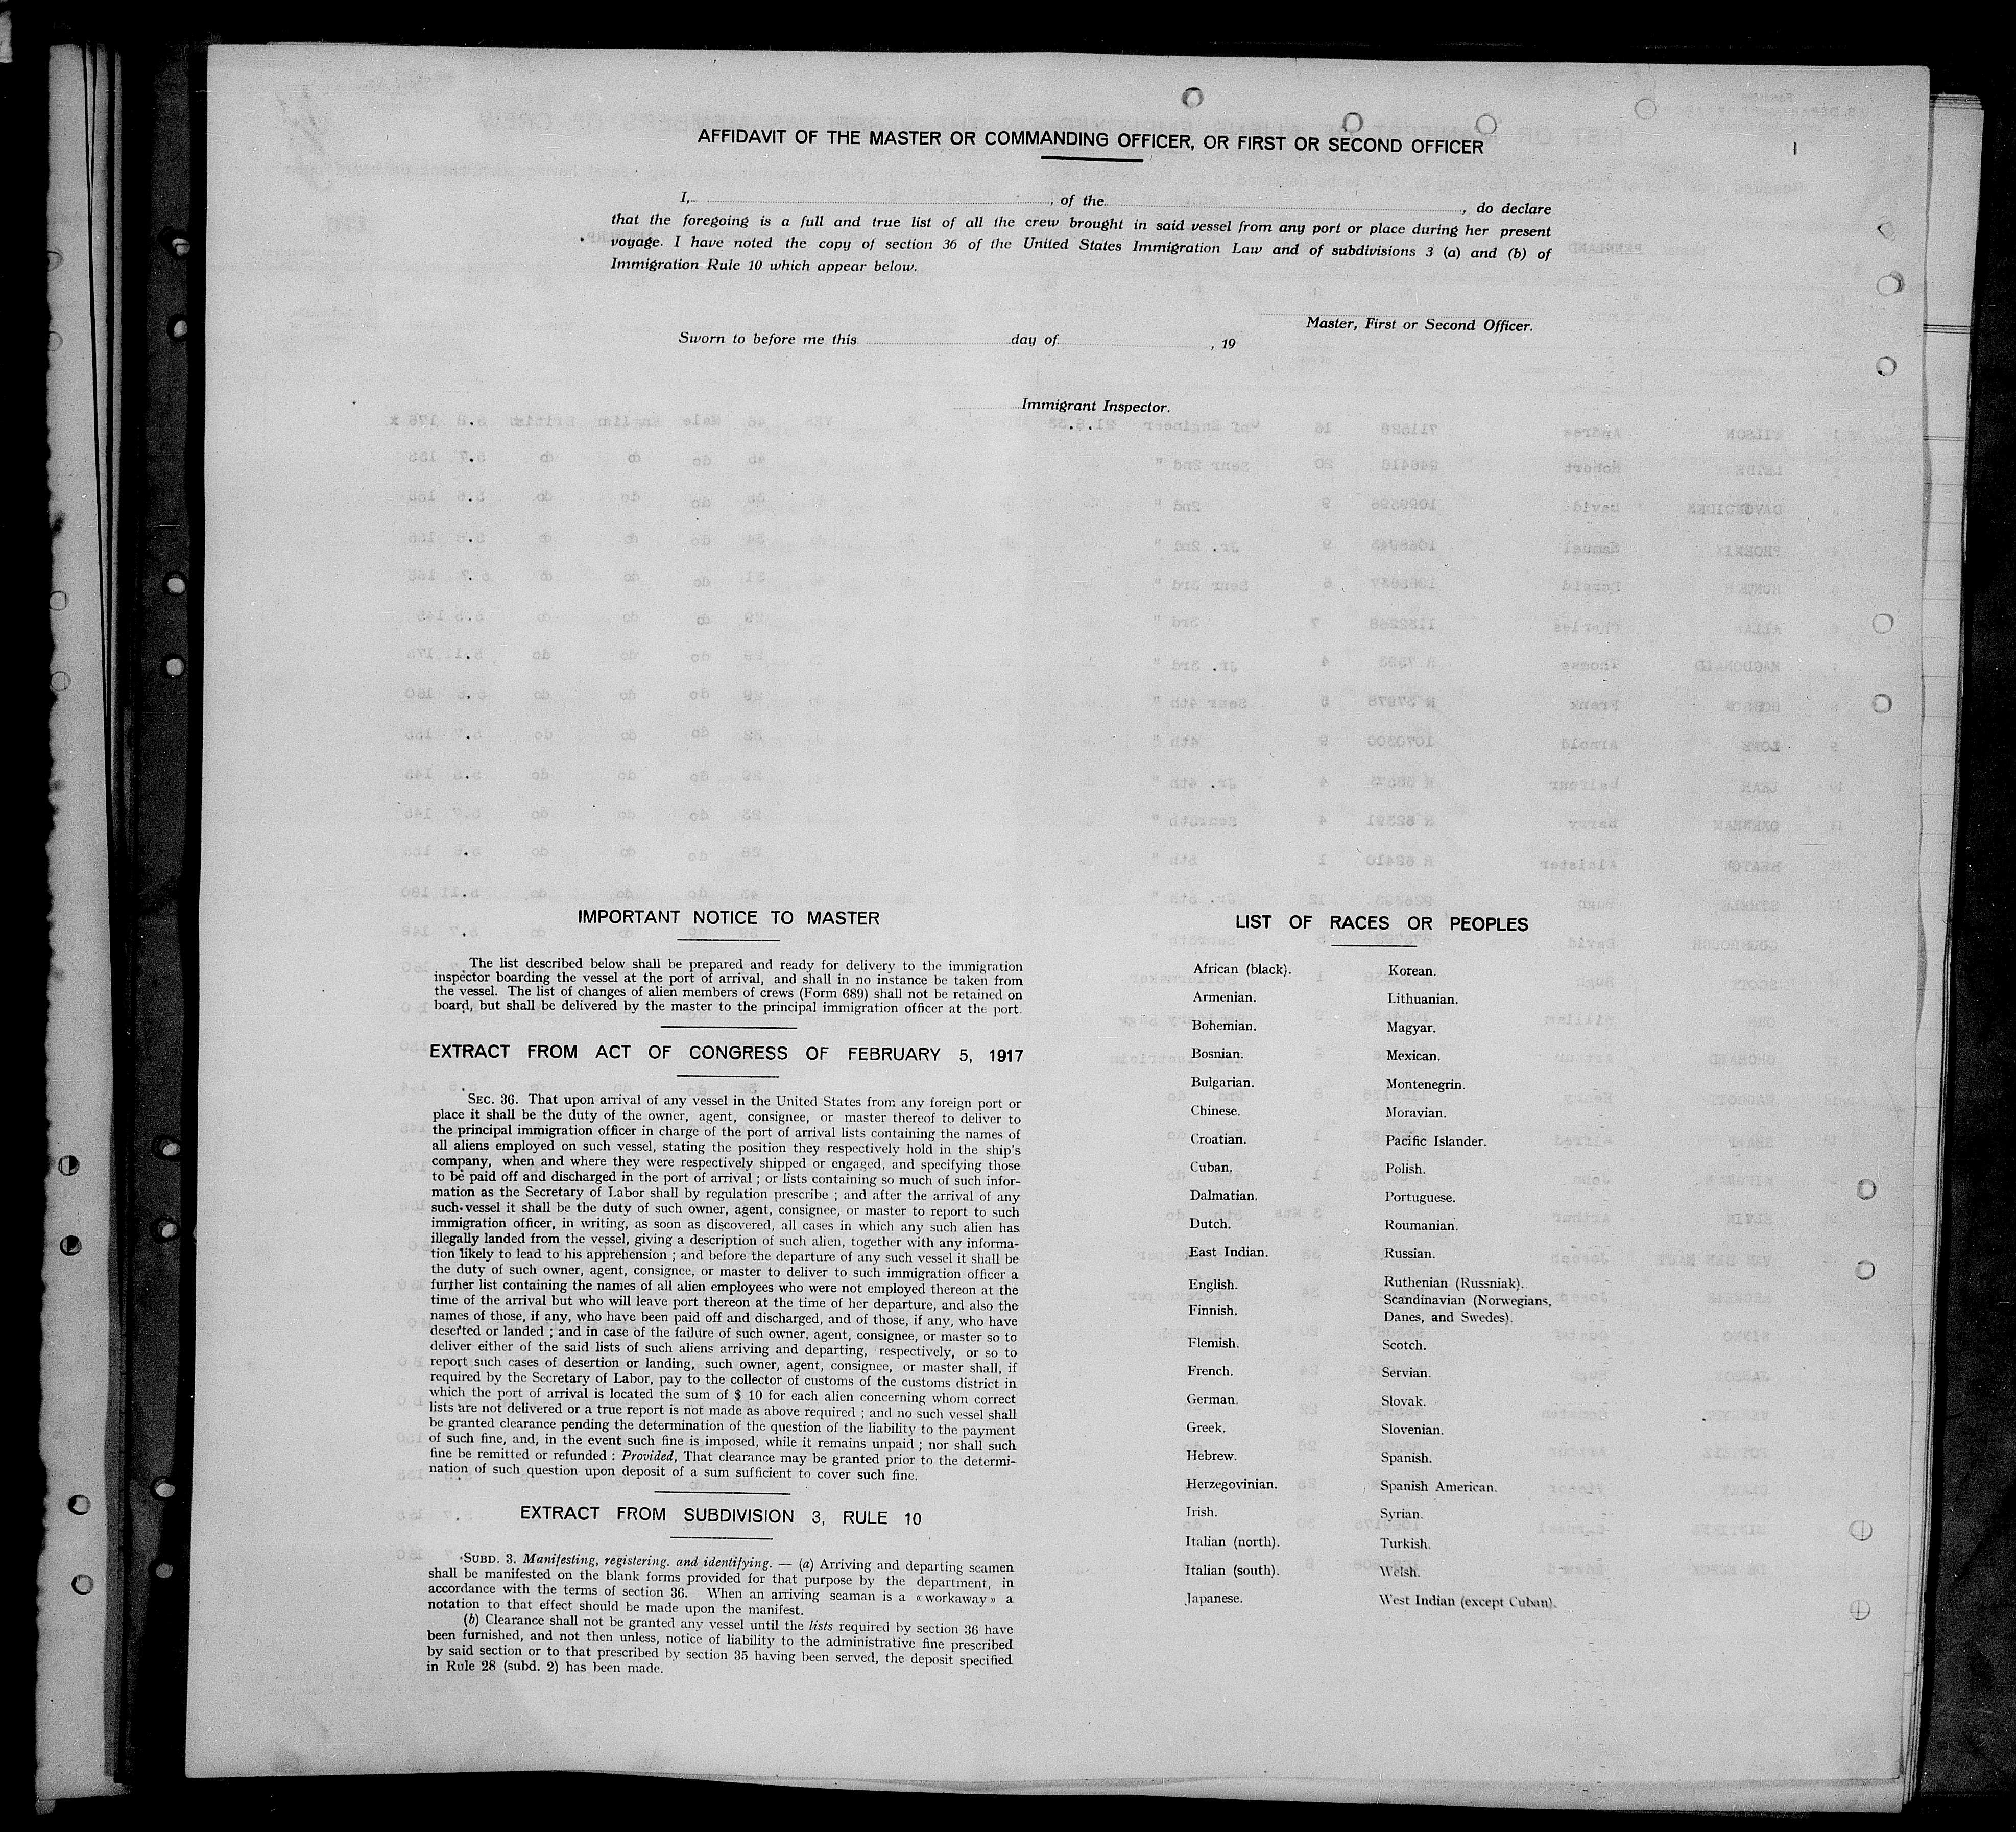 AFFIDAVIT OF THE MASTER OR COMMANDING OFFICER, OR FIRST OR SECOND OFFICER
I, , of the , do declare
that the foregoing is a full and true list of all the crew brought in said vessel from any port or place during her present
voyage. I have noted the copy of section 36 of the United States Immigration Law and of subdivisions 3 (a) and (b) of
Immigration Rule 10 which appear below.
Master, First or Second Officer.
Sworn to before me this day of , 19
Immigrant Inspector.
IMPORTANT NOTICE TO MASTER
The list described below shall be prepared and ready for delivery to the immigration
inspector boarding the vessel at the port of arrival, and shall in no instance be taken from
the vessel. The list of changes of alien members of crews (Form 689) shall not be retained on
board, but shall be delivered by the master to the principal immigration officer at the port.
EXTRACT FROM ACT OF CONGRESS OF FEBRUARY 5, 1917
SEC. 36. That upon arrival of any vessel in the United States from any foreign port or
place it shall be the duty of the owner, agent, consignee, or master thereof to deliver to
the principal immigration officer in charge of the port of arrival lists containing the names of
all aliens employed on such vessel, stating the position they respectively hold in the ship's
company, when and where they were respectively shipped or engaged, and specifying those
to be paid off and discharged in the port of arrival ; or lists containing so much of such infor-
mation as the Secretary of Labor shall by regulation prescribe ; and after the arrival of any
such vessel it shall be the duty of such owner, agent, consignee, or master to report to such
immigration officer, in writing, as soon as discovered, all cases in which any such alien has
illegally landed from the vessel, giving a description of such alien, together with any informa-
tion likely to lead to his apprehension ; and before the departure of any such vessel it shall be
the duty of such owner, agent, consignee, or master to deliver to such immigration officer a
further list containing the names of all alien employees who were not employed thereon at the
time of the arrival but who will leave port thereon at the time of her departure, and also the
names of those, if any, who have been paid off and discharged, and of those, if any, who have
deserted or landed ; and in case of the failure of such owner, agent, consignee, or master so to
deliver either of the said lists of such aliens arriving and departing, respectively, or so to
report such cases of desertion or landing, such owner, agent, consignee, or master shall, if
required by the Secretary of Labor, pay to the collector of customs of the customs district in
which the port of arrival is located the sum of $ 10 for each alien concerning whom correct
lists are not delivered or a true report is not made as above required ; and no such vessel shall
be granted clearance pending the determination of the question of the liability to the payment
of such fine, and, in the event such fine is imposed, while it remains unpaid ; nor shall such
fine be remitted or refunded : Provided, That clearance may be granted prior to the determi-
nation of such question upon deposit of a sum sufficient to cover such fine.
EXTRACT FROM SUBDIVISION 3, RULE 10
SUBD. 3. Manifesting, registering. and identifying. — (a) Arriving and departing seamen
shall be manifested on the blank forms provided for that purpose by the department, in
accordance with the terms of section 36. When an arriving seaman is a « workaway » a
notation to that effect should be made upon the manifest.
(b) Clearance shall not be granted any vessel until the lists required by section 36 have
been furnished, and not then unless, notice of liability to the administrative fine prescribed
by said section or to that prescribed by section 35 having been served, the deposit specified
in Rule 28 (subd. 2) has been made.
LIST OF RACES OR PEOPLES
African (black).
Armenian.
Bohemian.
Bosnian.
Bulgarian.
Chinese.
Croatian.
Cuban.
Dalmatian.
Dutch.
East Indian.
English.
Finnish.
Flemish.
French.
German.
Greek.
Hebrew.
Herzegovinian.
Irish.
Italian (north).
Italian (south).
Japanese.
Korean.
Lithuanian.
Magyar.
Mexican.
Montenegrin.
Moravian.
Pacific Islander.
Polish.
Portuguese.
Roumanian.
Russian.
Ruthenian (Russniak).
Scandinavian (Norwegians,
Danes, and Swedes).
Scotch.
Servian.
Slovak.
Slovenian.
Spanish.
Spanish American.
Syrian.
Turkish.
Welsh.
West Indian (except Cuban).